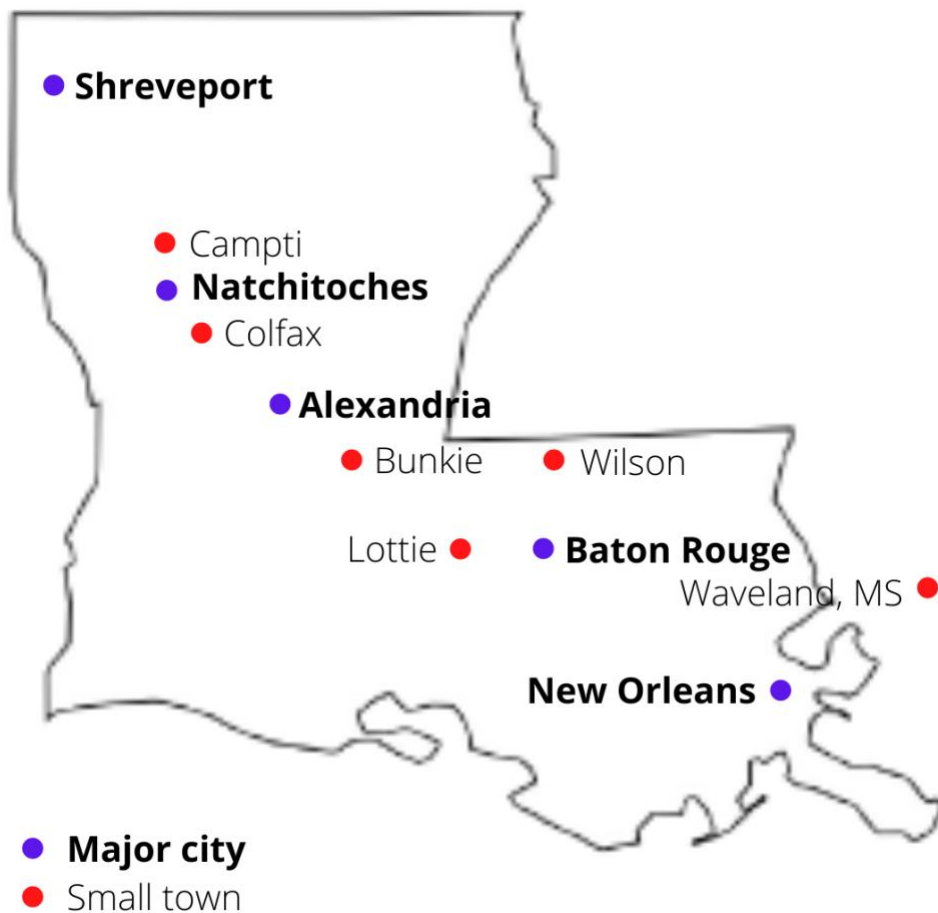 Shreveport
Campti
Natchitoches
Colfax
Alexandria
Bunkie
Wilson
Lottie
Baton Rouge
Waveland, MS
New Orleans
Major city
Small town